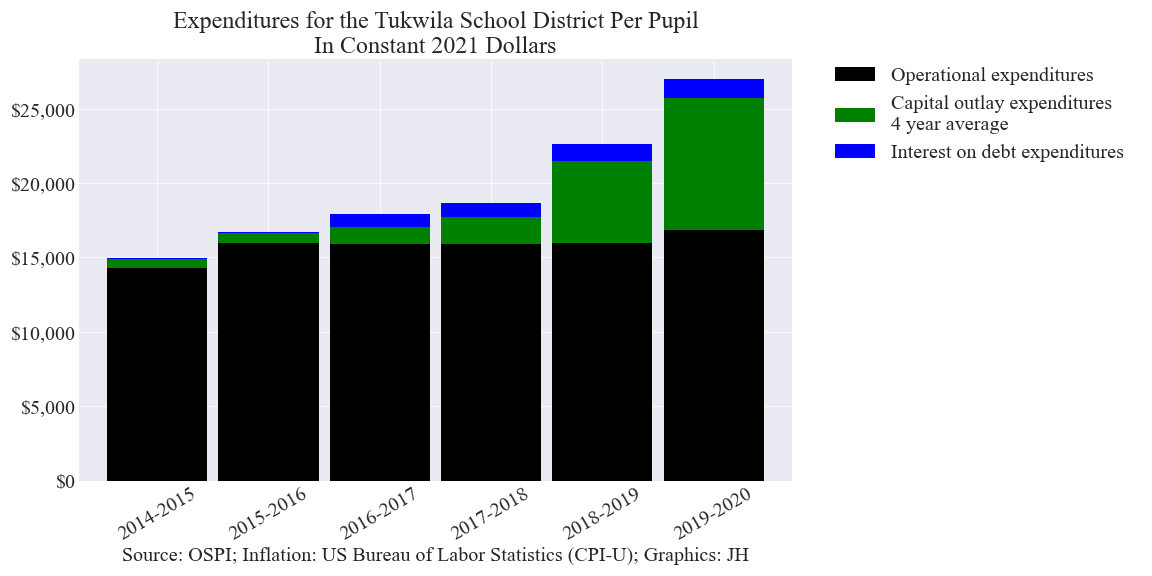 Expenditures for the Tukwila School District Per Pupil
In Constant 2021 Dollars
Operational expenditures
Capital outlay expenditures
4 year average
Interest on debt expenditures
$25,000
$20,000
$15,000
$10,000
$5,000
$0
2014-2015
2015-2016
2016-2017
2017-2018
2018-2019
2019-2020
Source: OSPI; Inflation: US Bureau of Labor Statistics (CPI-U); Graphics: JH